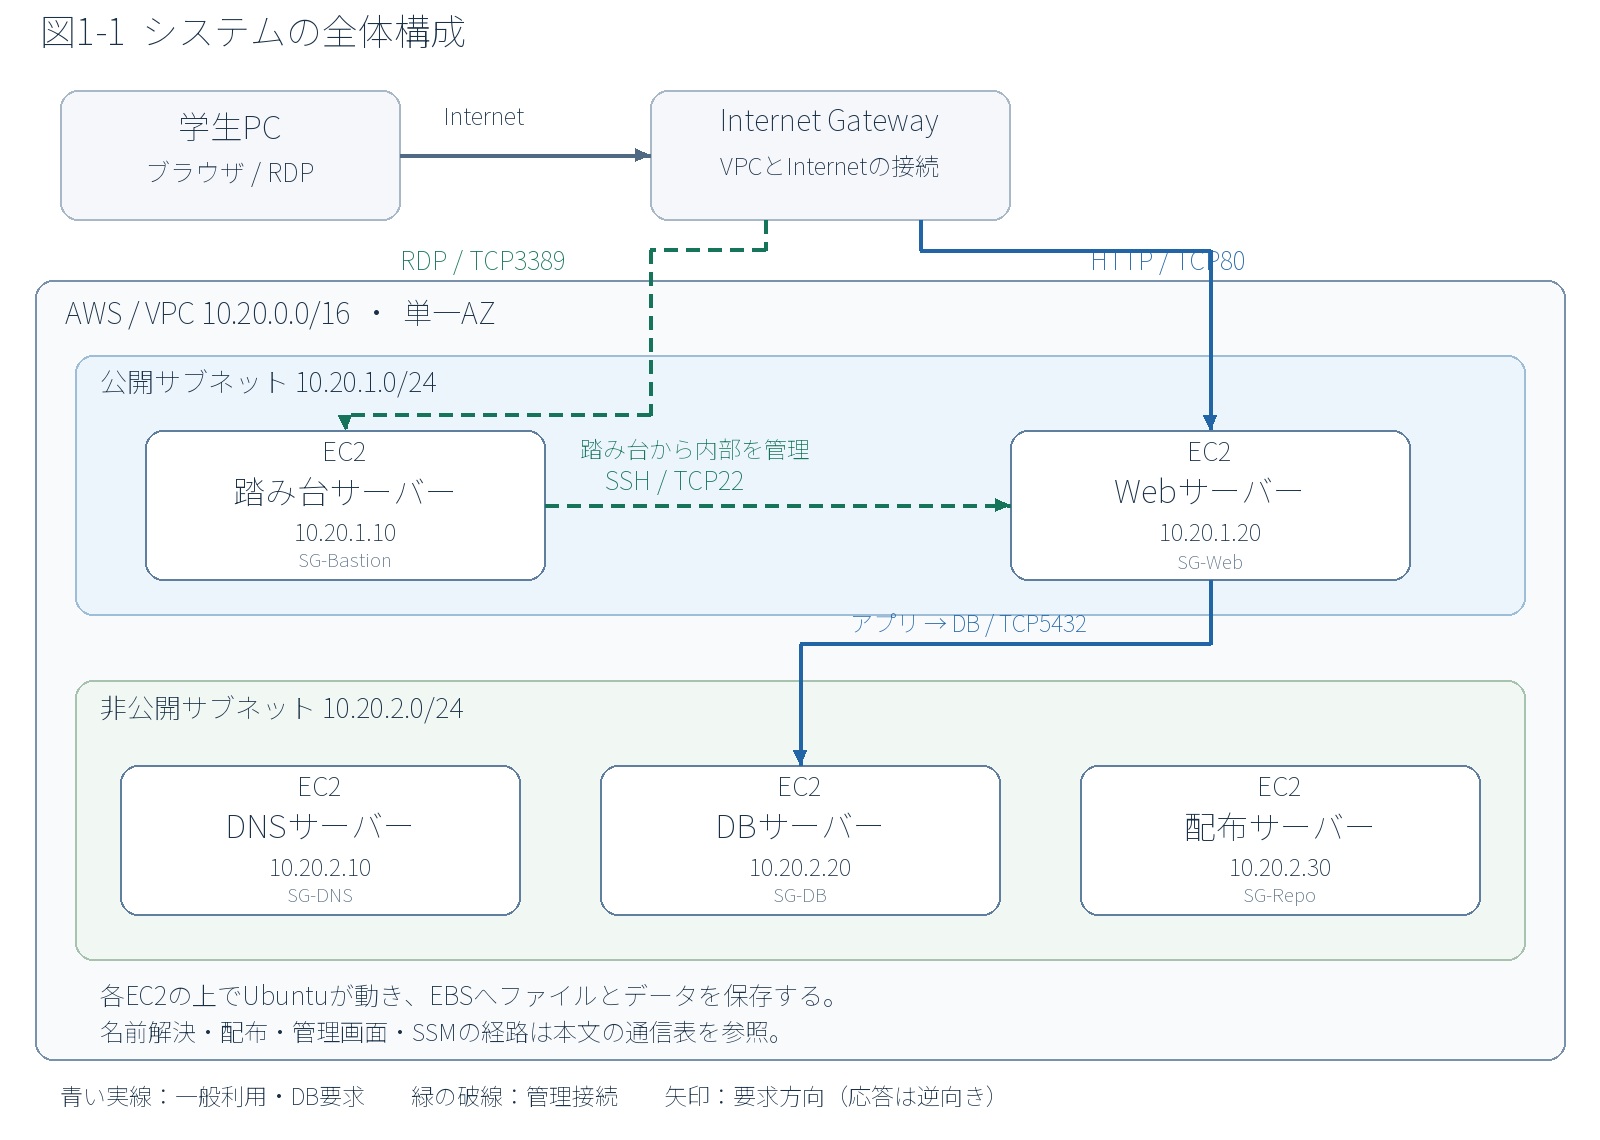 図1-1 システムの全体構成
学生PC
ブラウザ / RDP
Internet
Internet Gateway
VPCとInternetの接続
RDP / TCP3389
HTTP / TCP80
AWS / VPC 10.20.0.0/16 ・ 単一AZ
公開サブネット 10.20.1.0/24
EC2
踏み台サーバー
10.20.1.10
SG-Bastion
踏み台から内部を管理
SSH / TCP22
EC2
Webサーバー
10.20.1.20
SG-Web
アプリ → DB / TCP5432
非公開サブネット 10.20.2.0/24
EC2
DNSサーバー
10.20.2.10
SG-DNS
EC2
DBサーバー
10.20.2.20
SG-DB
EC2
配布サーバー
10.20.2.30
SG-Repo
各EC2の上でUbuntuが動き、EBSへファイルとデータを保存する。
名前解決・配布・管理画面・SSMの経路は本文の通信表を参照。
青い実線：一般利用・DB要求 緑の破線：管理接続 矢印：要求方向（応答は逆向き）